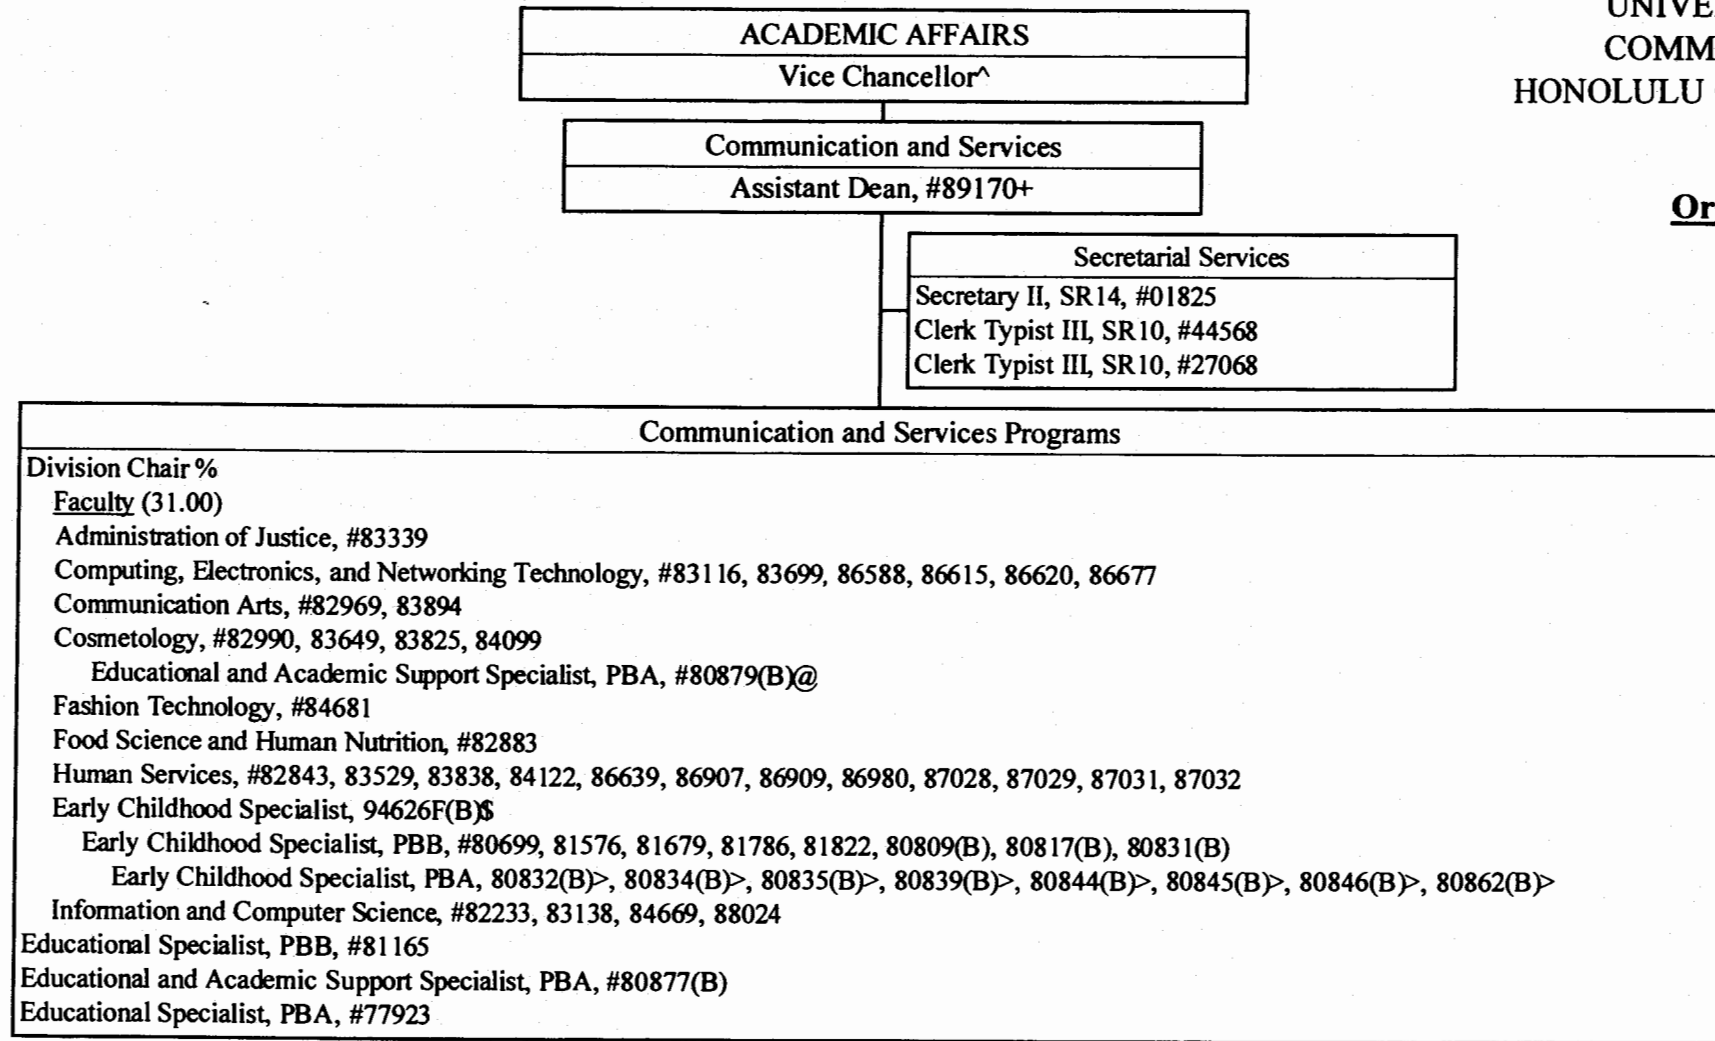 UNIVE
COMM
HONOLULU
Or
ACADEMIC AFFAIRS
Vice Chancellor^
Communication and Services
Assistant Dean, #89170+
Secretarial Services
Secretary II, SR14, #01825
Clerk Typist III, SR10, #44568
Clerk Typist III, SR10, #27068
Communication and Services Programs
Division Chair %
Faculty (31.00)
Administration of Justice, #83339
Computing, Electronics, and Networking Technology, #83116, 83699, 86588, 86615, 86620, 86677
Communication Arts, #82969, 83894
Cosmetology, #82990, 83649, 83825, 84099
Educational and Academic Support Specialist, PBA, #80879(B)@
Fashion Technology, #84681
Food Science and Human Nutrition, #82883
Human Services, #82843, 83529, 83838, 84122, 86639, 86907, 86909, 86980, 87028, 87029, 87031, 87032
Early Childhood Specialist, 94626F(B)$
Early Childhood Specialist, PBB, #80699, 81576, 81679, 81786, 81822, 80809(B), 80817(B), 80831(B)
Early Childhood Specialist, PBA, 80832(B)>, 80834(B)>, 80835(B)>, 80839(B)>, 80844(B)>, 80845(B)>, 80846(B)>, 80862(B)>
Information and Computer Science, #82233, 83138, 84669, 88024
Educational Specialist, PBB, #81165
Educational and Academic Support Specialist, PBA, #80877(B)
Educational Specialist, PBA, #77923